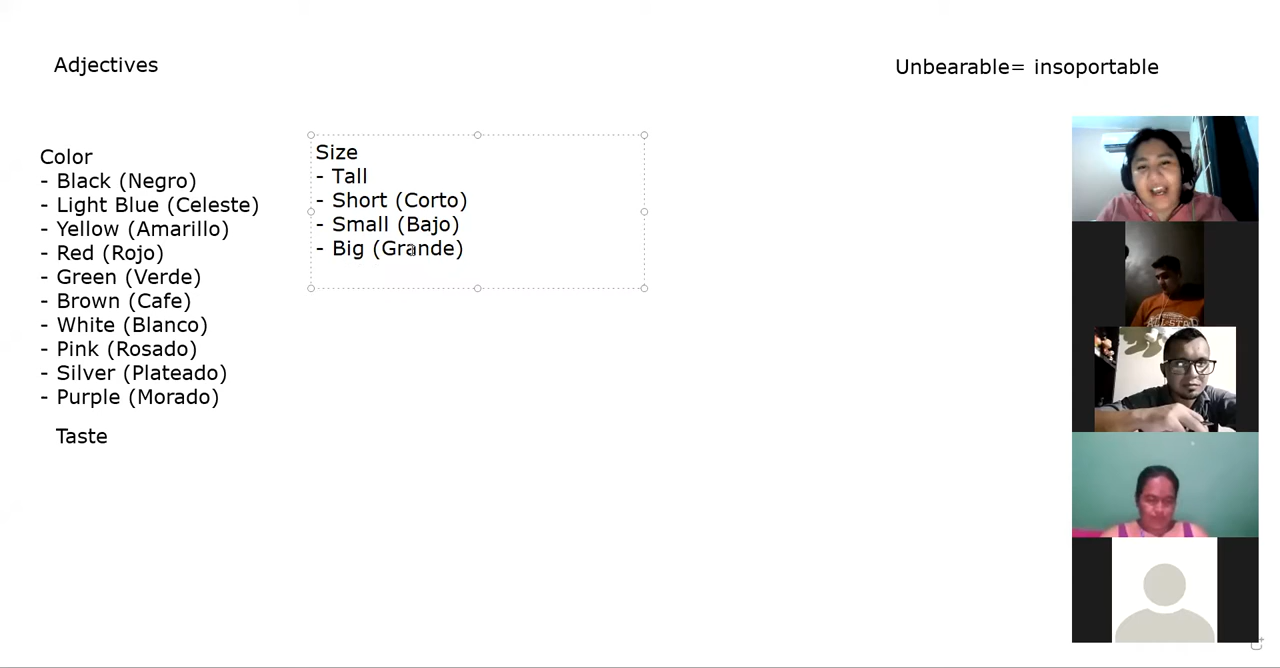 Adjectives
Unbearable= insoportable
Color
- Black (Negro)
- Light Blue (Celeste)
- Yellow (Amarillo)
- Red (Rojo)
- Green (Verde)
- Brown (Cafe)
- White (Blanco)
- Pink (Rosado)
- Silver (Plateado)
- Purple (Morado)
Taste
Size
- Tall
- Short (Corto)
- Small (Bajo)
- Big (Grande)